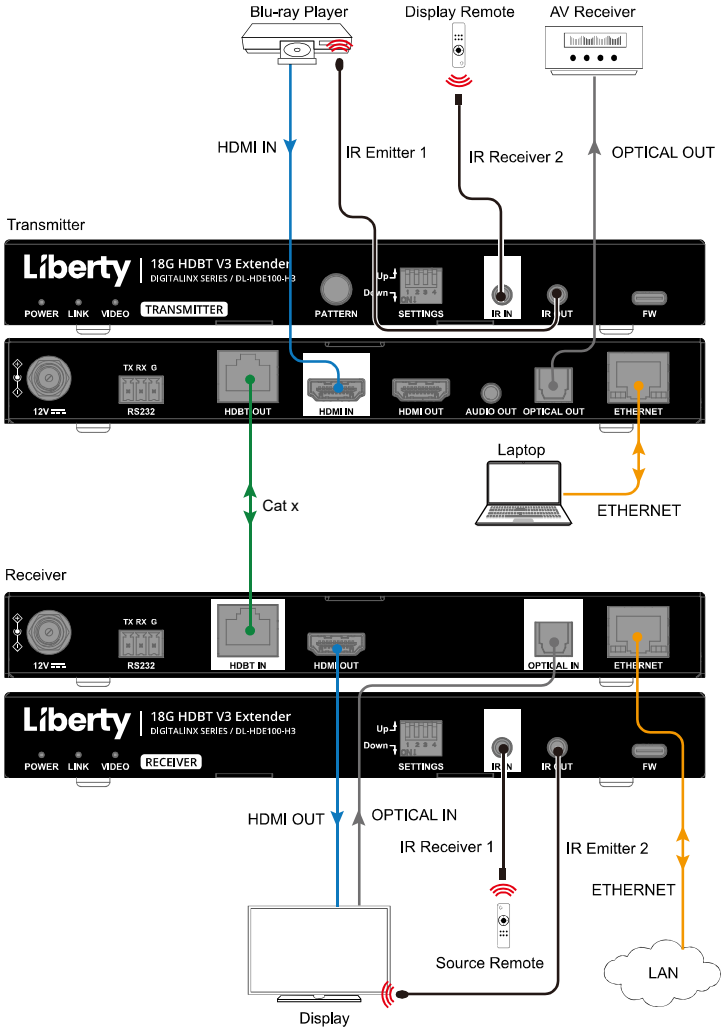 Blu-ray Player
Display Remote
AV Receiver
HDMI IN
IR Emitter 1
IR Receiver 2
OPTICAL OUT
Transmitter
Liberty
18G HDBT V3 Extender
DIGITALINX SERIES / DL-HDE100-H3
POWER LINK VIDEO
TRANSMITTER
PATTERN
Up
Down
ON
1 2 3 4
SETTINGS
IR IN
IR OUT
FW
12V
TX RX G
RS232
HDBT OUT
HDMI IN
HDMI OUT
AUDIO OUT
OPTICAL OUT
ETHERNET
Laptop
ETHERNET
Cat x
Receiver
12V
TX RX G
RS232
HDBT IN
HDMI OUT
OPTICAL IN
ETHERNET
Liberty
18G HDBT V3 Extender
DIGITALINX SERIES / DL-HDE100-H3
POWER LINK VIDEO
RECEIVER
Up
Down
1 2 3 4
ON
SETTINGS
IR IN
IR OUT
FW
HDMI OUT
OPTICAL IN
IR Receiver 1
IR Emitter 2
ETHERNET
Source Remote
LAN
Display